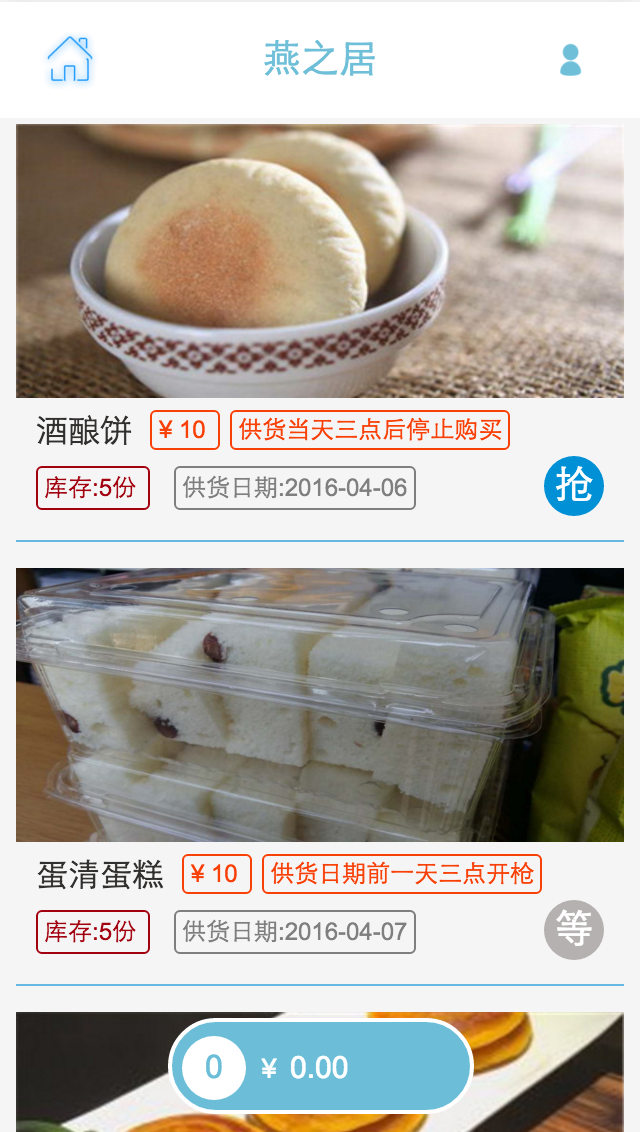 燕之居
酒酿饼 ¥ 10 供货当天三点后停止购买
库存:5份 供货日期:2016-04-06 抢
蛋清蛋糕 ¥ 10 供货日期前一天三点开枪
库存:5份 供货日期:2016-04-07 等
0 ¥ 0.00